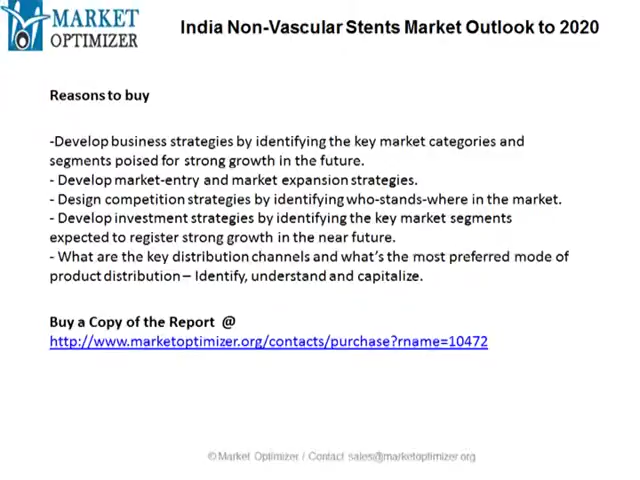 MARKET
OPTIMIZER
India Non-Vascular Stents Market Outlook to 2020
Reasons to buy
-Develop business strategies by identifying the key market categories and
segments poised for strong growth in the future.
- Develop market-entry and market expansion strategies.
- Design competition strategies by identifying who-stands-where in the market.
- Develop investment strategies by identifying the key market segments
expected to register strong growth in the near future.
- What are the key distribution channels and what's the most preferred mode of
product distribution – Identify, understand and capitalize.
Buy a Copy of the Report @
http://www.marketoptimizer.org/contacts/purchase?rname=10472
© Market Optimizer / Contact sales@marketoptimizer.org